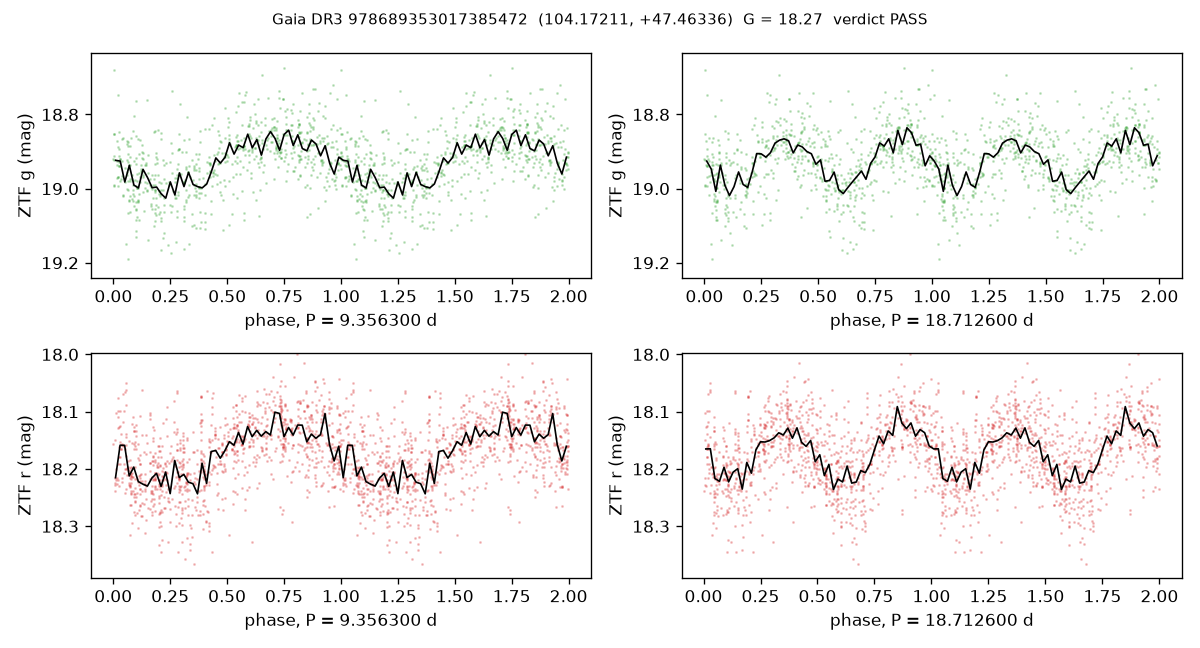 Gaia DR3 978689353017385472  (104.17211, +47.46336)  G = 18.27  verdict PASS
ZTF g (mag)
18.8
19.0
19.2
0.00 0.25 0.50 0.75 1.00 1.25 1.50 1.75 2.00
phase, P = 9.356300 d
ZTF g (mag)
18.8
19.0
19.2
0.00 0.25 0.50 0.75 1.00 1.25 1.50 1.75 2.00
phase, P = 18.712600 d
ZTF r (mag)
18.0
18.1
18.2
18.3
0.00 0.25 0.50 0.75 1.00 1.25 1.50 1.75 2.00
phase, P = 9.356300 d
ZTF r (mag)
18.0
18.1
18.2
18.3
0.00 0.25 0.50 0.75 1.00 1.25 1.50 1.75 2.00
phase, P = 18.712600 d